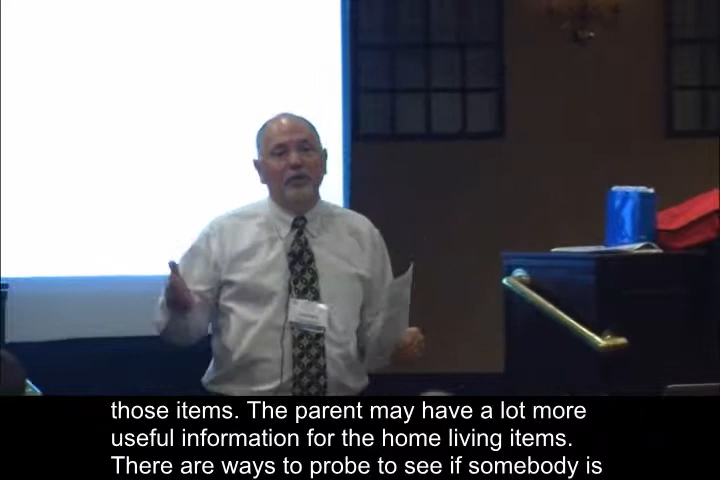 those items. The parent may have a lot more
useful information for the home living items.
There are ways to probe to see if somebody is